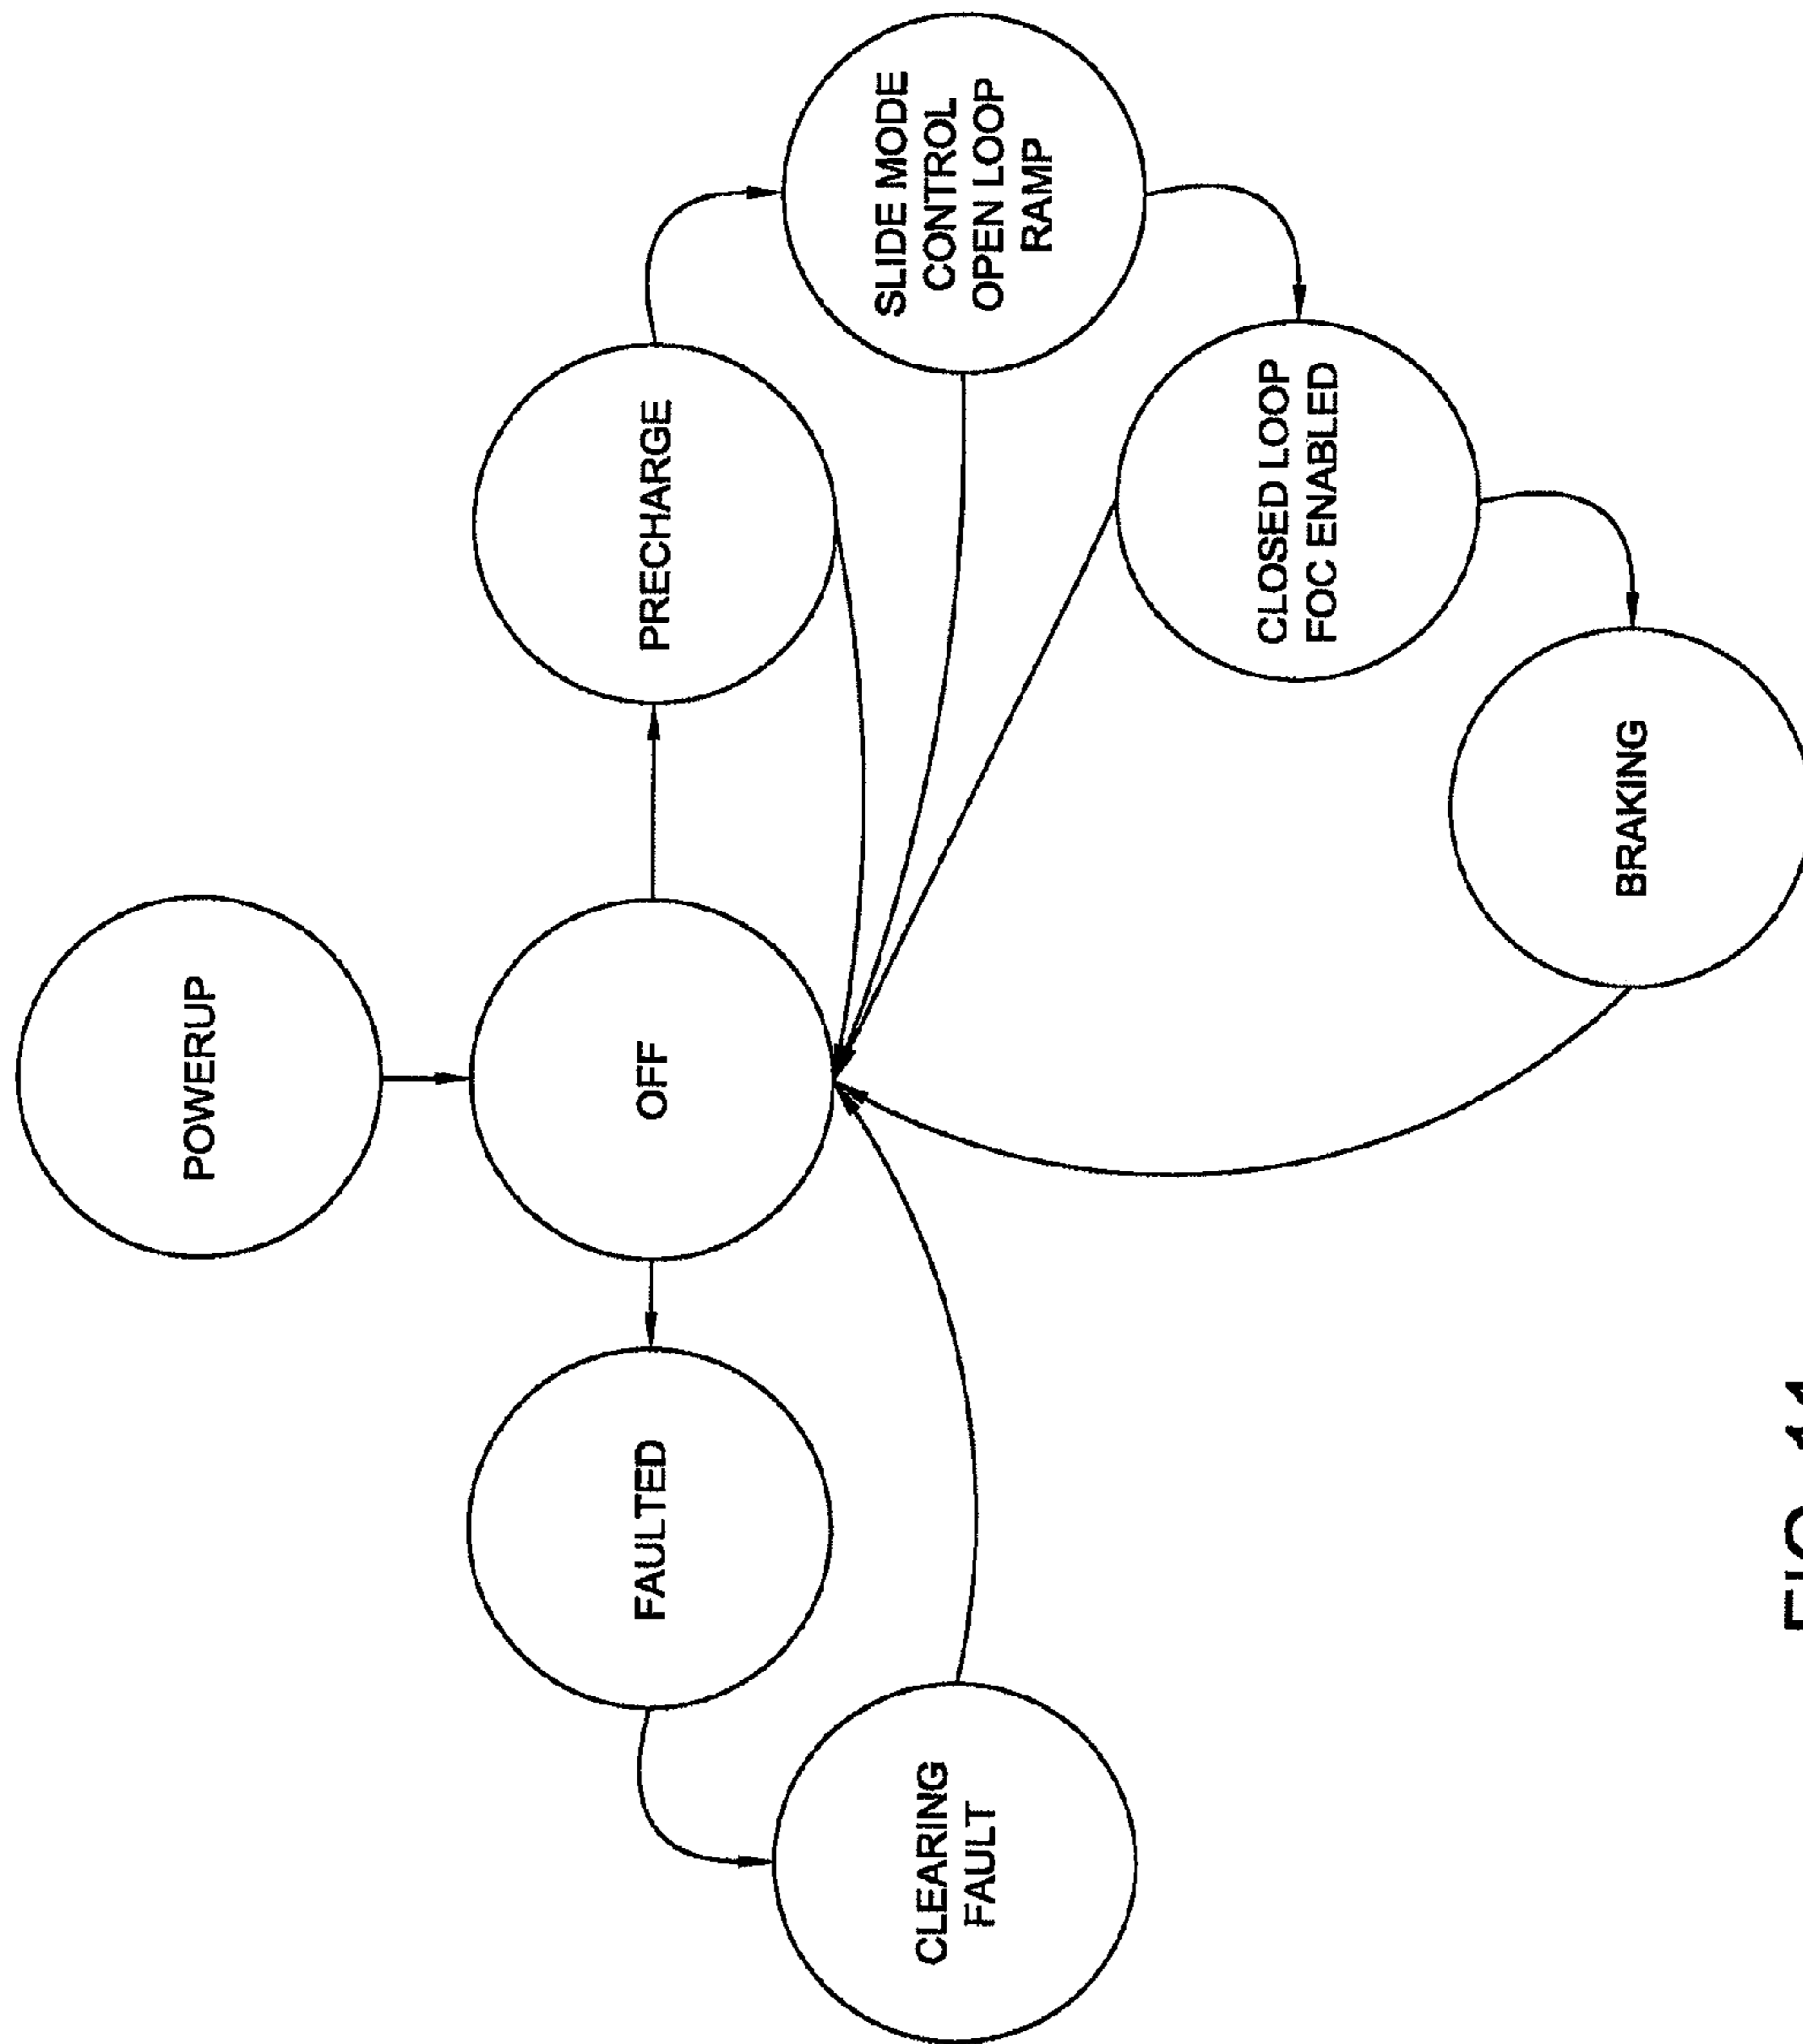 POWERUP
FAULTED
OFF
PRECHARGE
CLEARING
FAULT
SLIDE MODE
CONTROL
OPEN LOOP
RAMP
CLOSED LOOP
FOC ENABLED
BRAKING